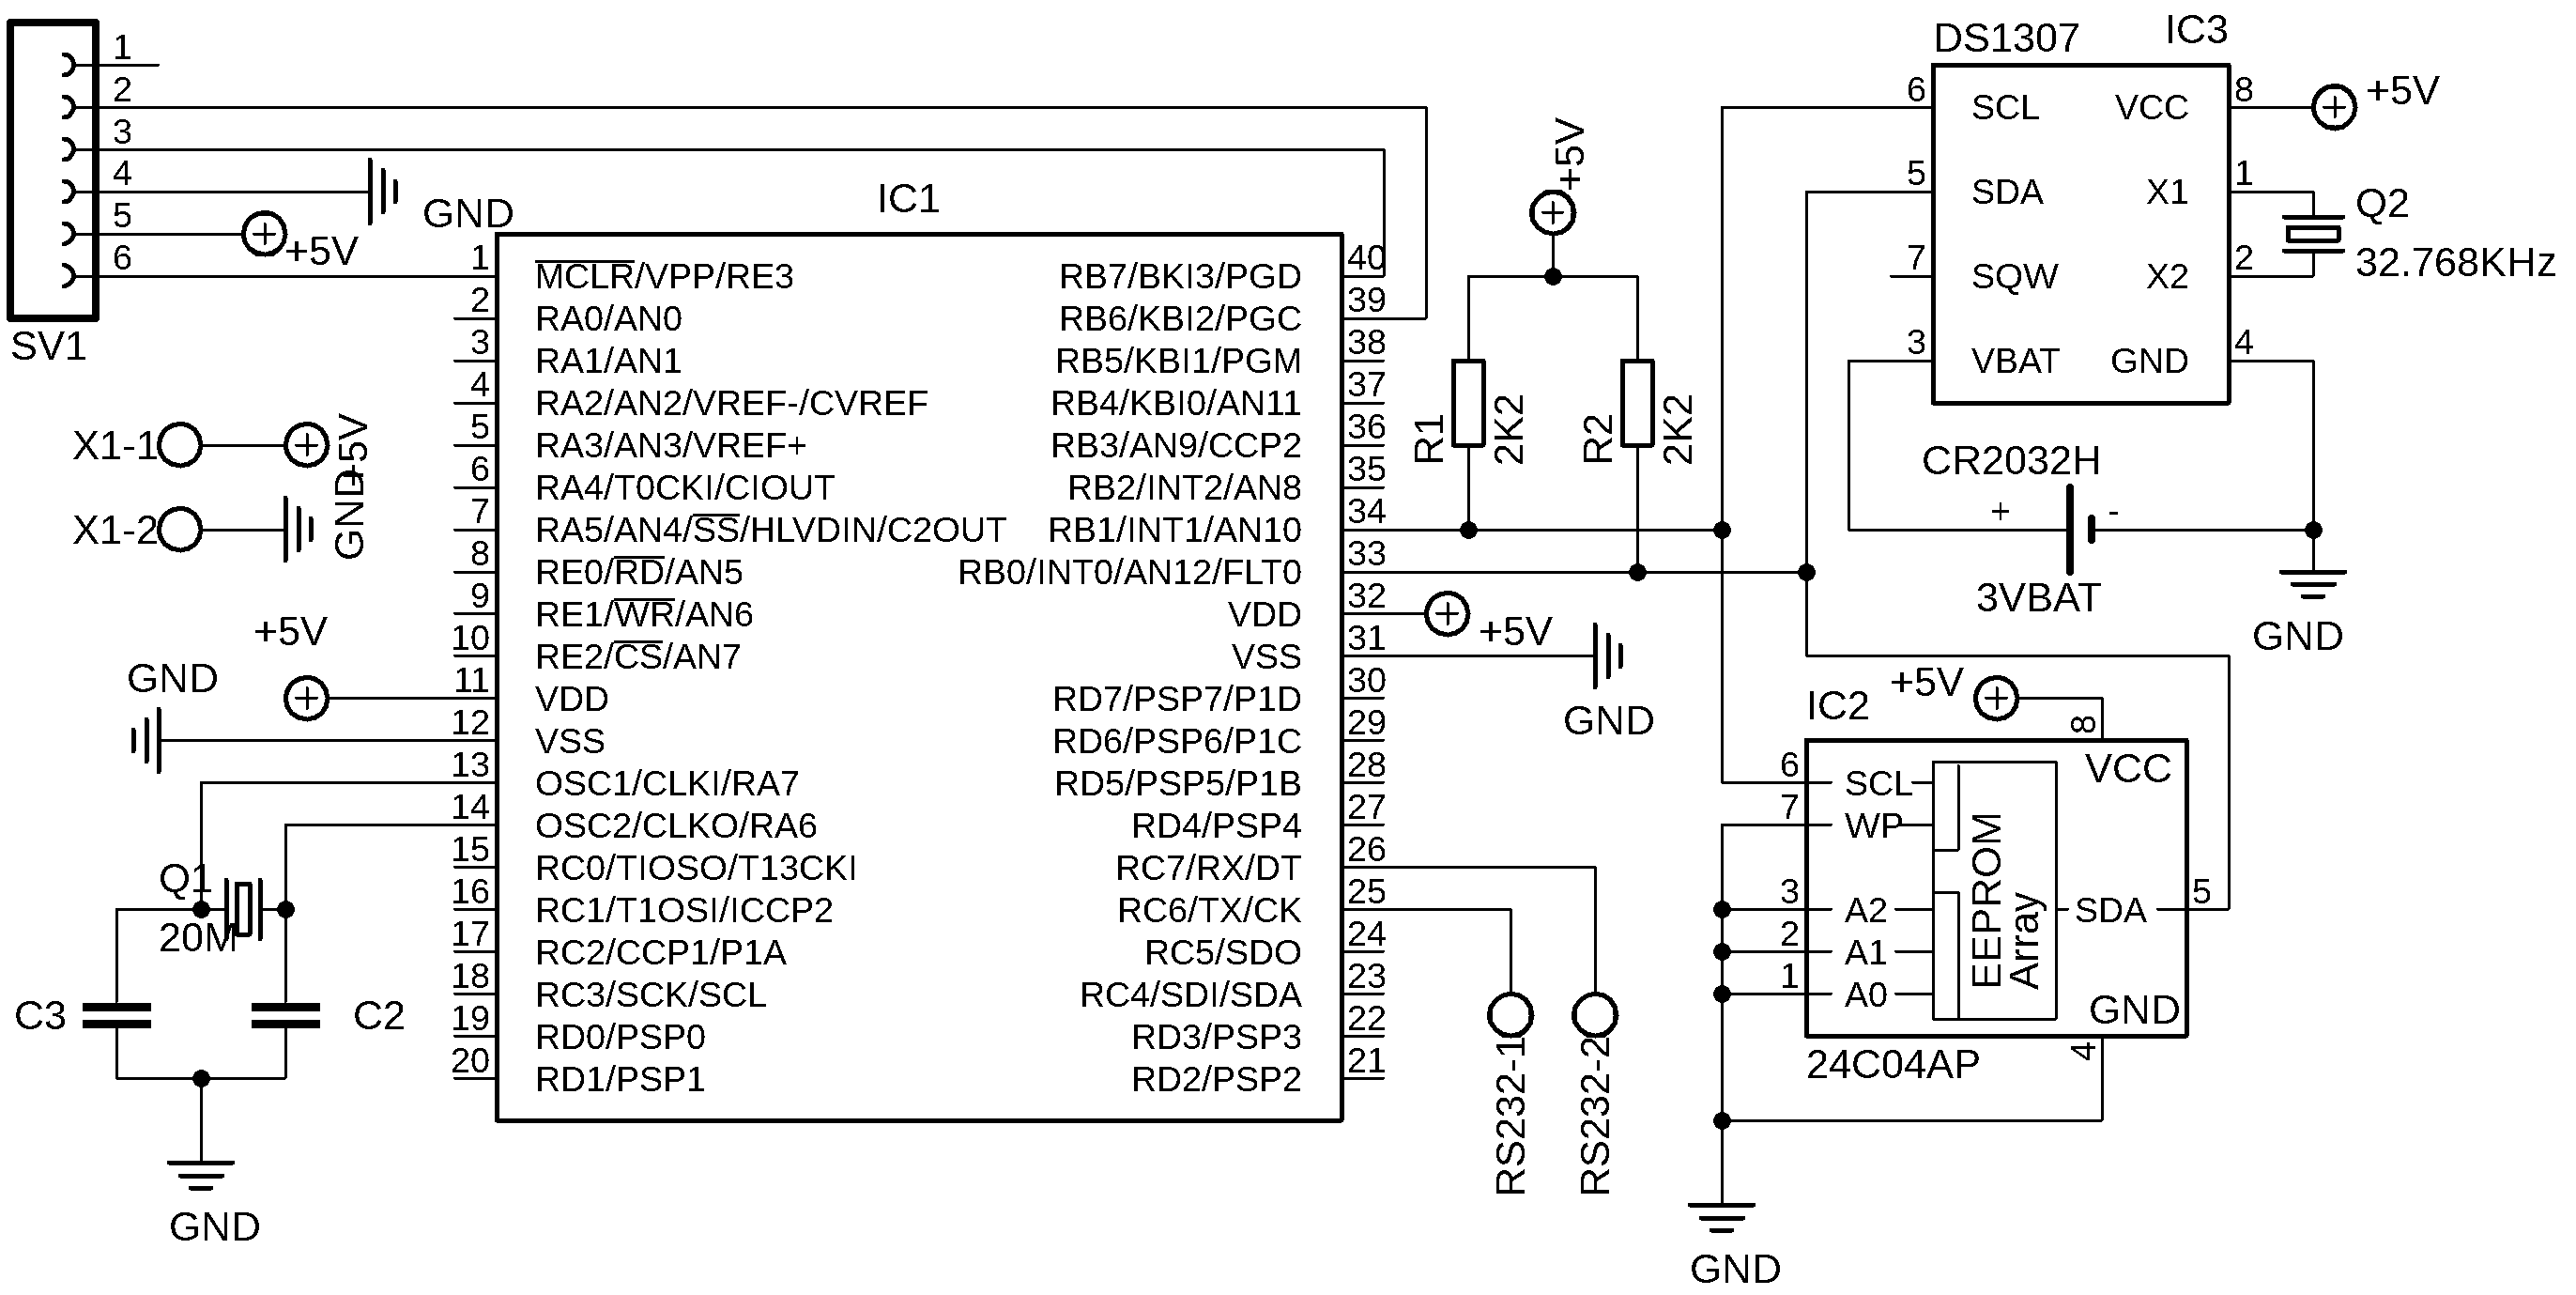 SV1
1
2
3
4
5
6
GND
+5V
X1-1
+5V
X1-2
GND
+5V
GND
Q1
20M
C3
C2
GND
IC1
1 MCLR/VPP/RE3
2 RA0/AN0
3 RA1/AN1
4 RA2/AN2/VREF-/CVREF
5 RA3/AN3/VREF+
6 RA4/T0CKI/CIOUT
7 RA5/AN4/SS/HLVDIN/C2OUT
8 RE0/RD/AN5
9 RE1/WR/AN6
10 RE2/CS/AN7
11 VDD
12 VSS
13 OSC1/CLKI/RA7
14 OSC2/CLKO/RA6
15 RC0/TIOSO/T13CKI
16 RC1/T1OSI/ICCP2
17 RC2/CCP1/P1A
18 RC3/SCK/SCL
19 RD0/PSP0
20 RD1/PSP1
RB7/BKI3/PGD 40
RB6/KBI2/PGC 39
RB5/KBI1/PGM 38
RB4/KBI0/AN11 37
RB3/AN9/CCP2 36
RB2/INT2/AN8 35
RB1/INT1/AN10 34
RB0/INT0/AN12/FLT0 33
VDD 32
VSS 31
RD7/PSP7/P1D 30
RD6/PSP6/P1C 29
RD5/PSP5/P1B 28
RD4/PSP4 27
RC7/RX/DT 26
RC6/TX/CK 25
RC5/SDO 24
RC4/SDI/SDA 23
RD3/PSP3 22
RD2/PSP2 21
+5V
R1
2K2
R2
2K2
+5V
GND
RS232-1
RS232-2
DS1307
IC3
6 SCL
5 SDA
7 SQW
3 VBAT
VCC 8
X1 1
X2 2
GND 4
+5V
Q2
32.768KHz
CR2032H
+
-
3VBAT
GND
IC2
+5V
8
VCC
6 SCL
7 WP
3 A2
2 A1
1 A0
EEPROM
Array
SDA 5
GND
4
24C04AP
GND